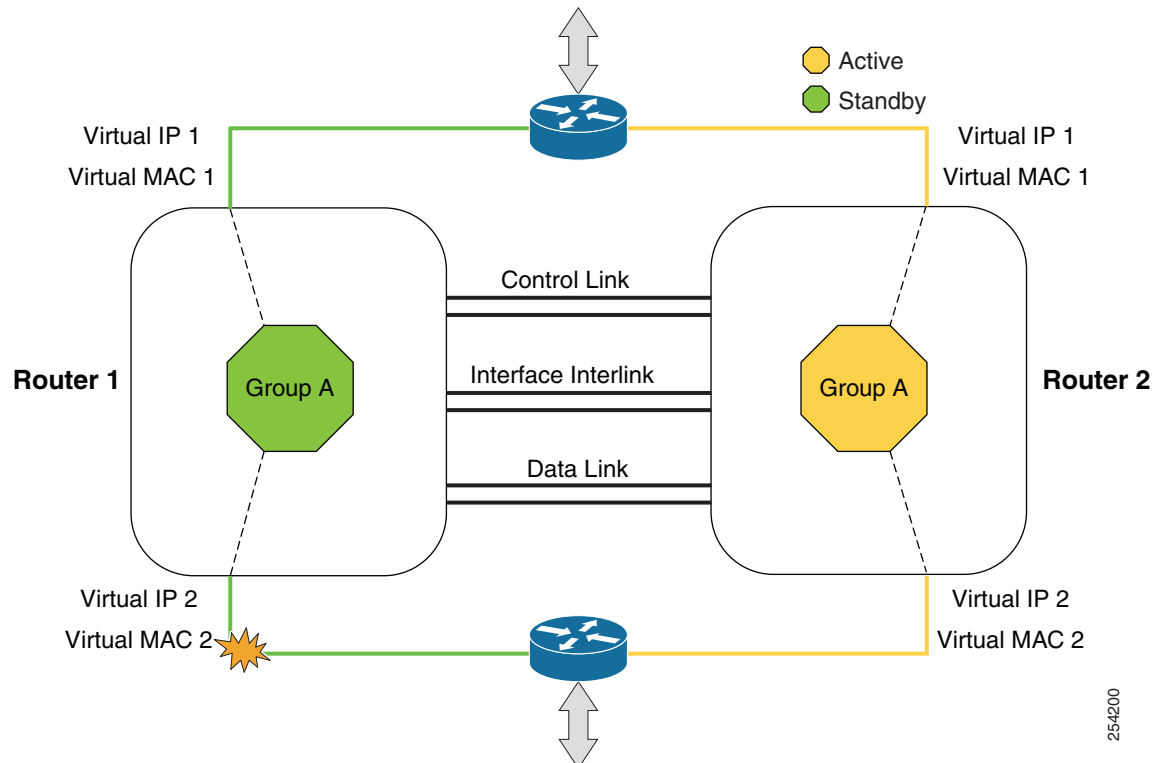 Active
Standby
Virtual IP 1
Virtual MAC 1
Virtual IP 1
Virtual MAC 1
Control Link
Router 1
Group A
Interface Interlink
Group A
Router 2
Data Link
Virtual IP 2
Virtual MAC 2
Virtual IP 2
Virtual MAC 2
254200